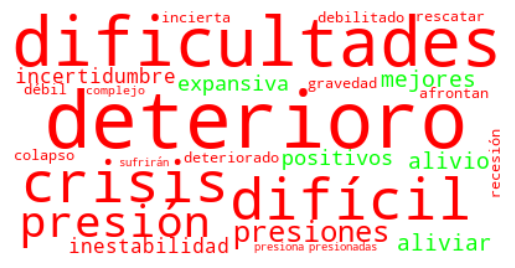 incierta debilitado rescatar
dificultades
incertidumbre expansiva gravedad mejores
debil complejo afrontan
deterioro
colapso sufrirán deteriorado positivos alivio
recesión
crisis difícil
presión presiones
inestabilidad presiona presionadas aliviar